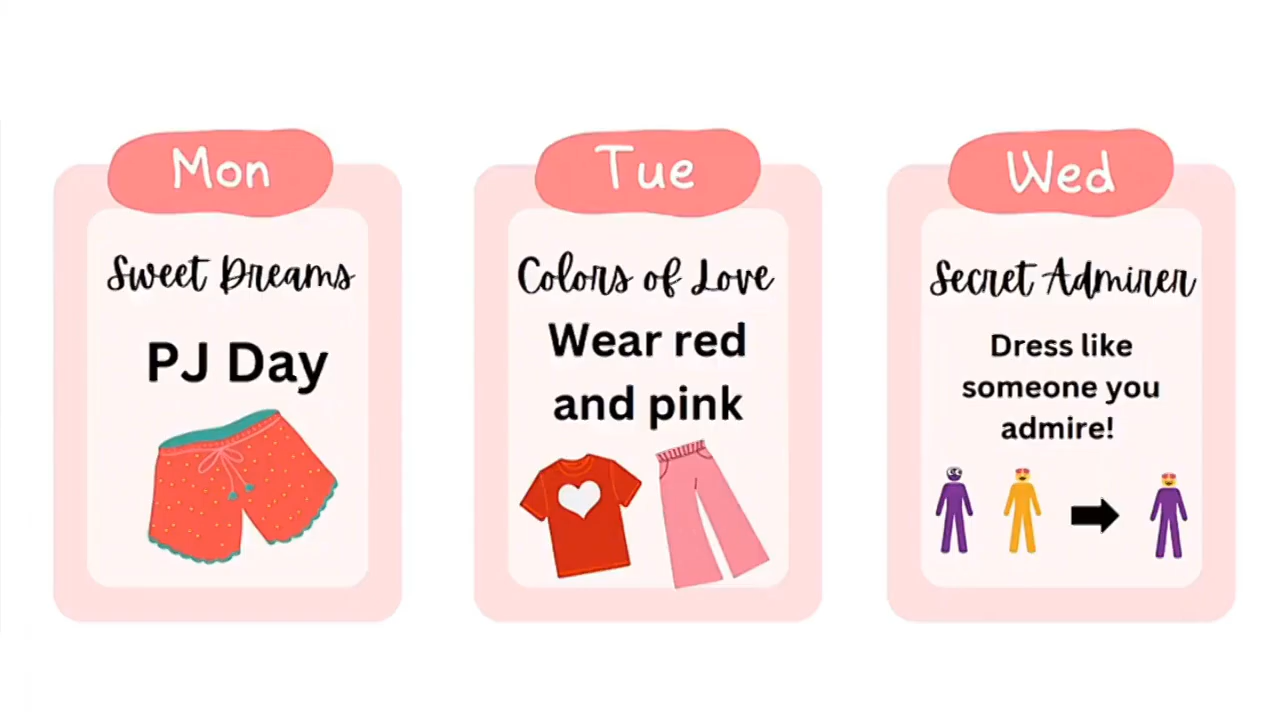 Mon
Sweet Dreams
PJ Day
Tue
Colors of Love
Wear red
and pink
Wed
Secret Admirer
Dress like
someone you
admire!